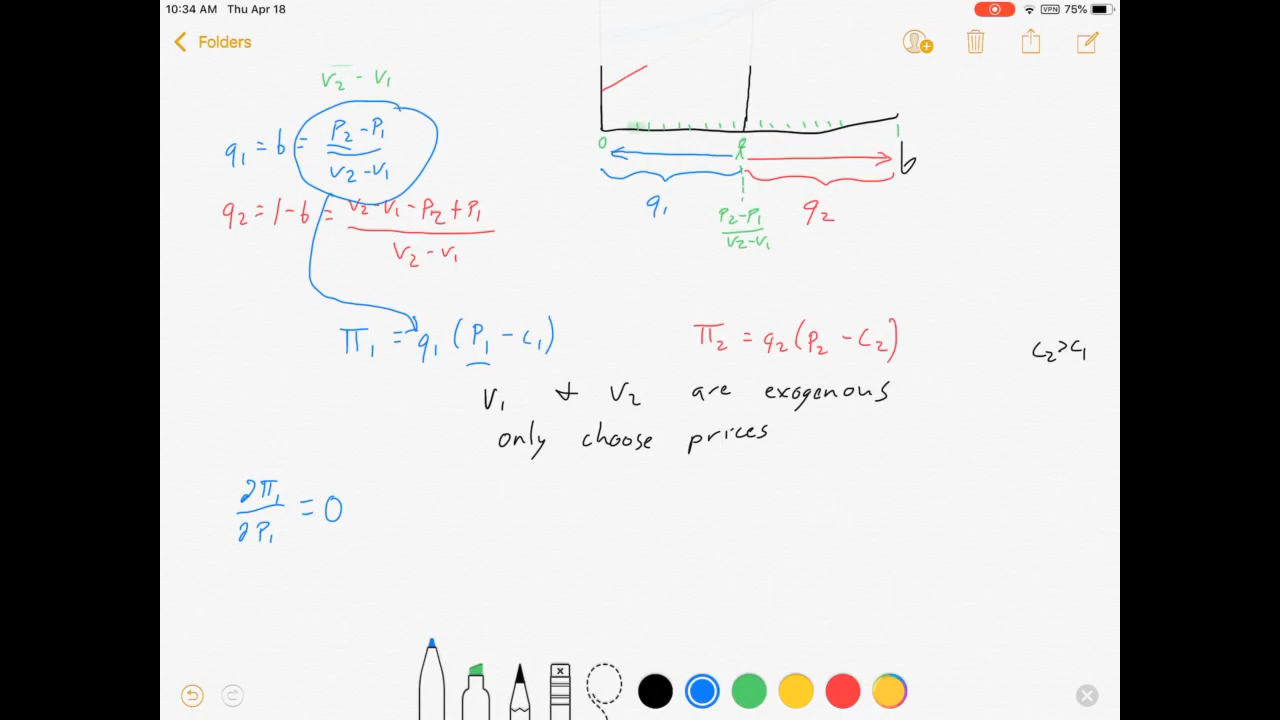 10:34 AM Thu Apr 18
VPN 75%
Folders
v₂ - v₁
q₁ = b = (P₂ - P₁)/(v₂ - v₁)
q₂ = 1 - b = (v₂ - v₁ - P₂ + P₁)/(v₂ - v₁)
0
b
q₁
(P₂ - P₁)/(v₂ - v₁)
q₂
π₁ = q₁ (P₁ - c₁)
π₂ = q₂ (P₂ - c₂)
c₂ > c₁
v₁ + v₂ are exogenous
only choose prices
∂π₁/∂P₁ = 0